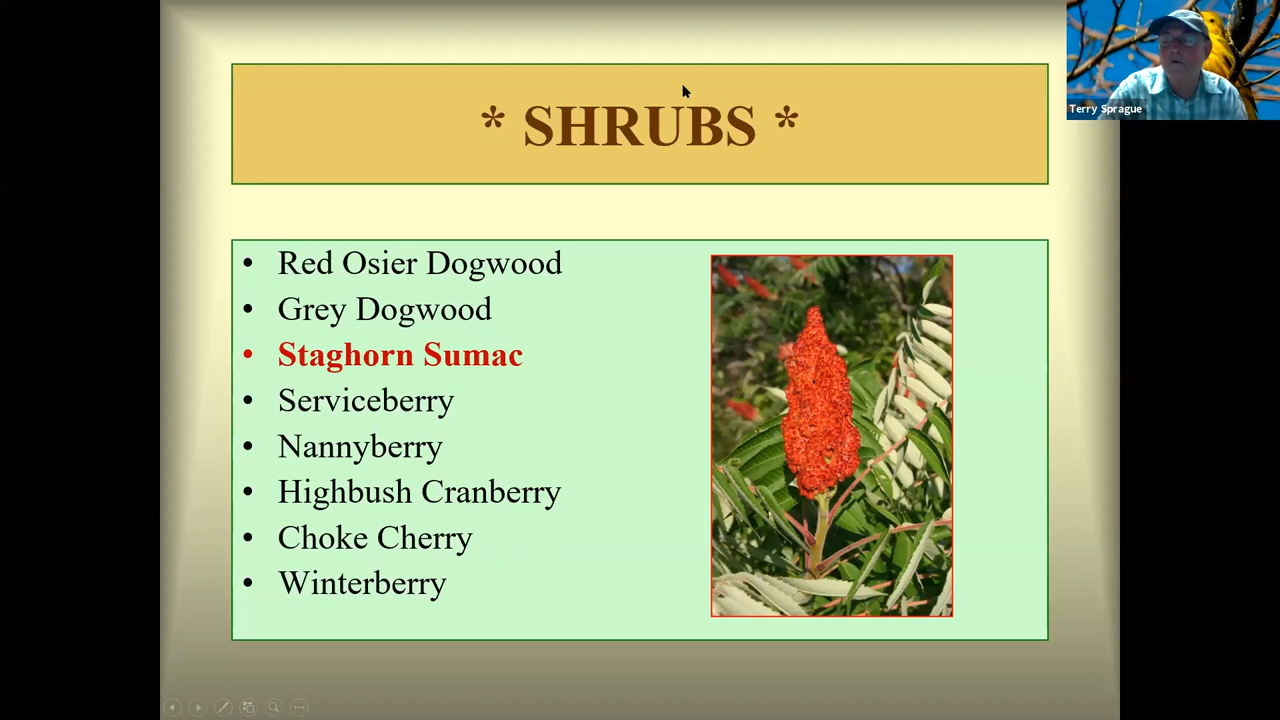 * SHRUBS *
Terry Sprague
• Red Osier Dogwood
• Grey Dogwood
• Staghorn Sumac
• Serviceberry
• Nannyberry
• Highbush Cranberry
• Choke Cherry
• Winterberry